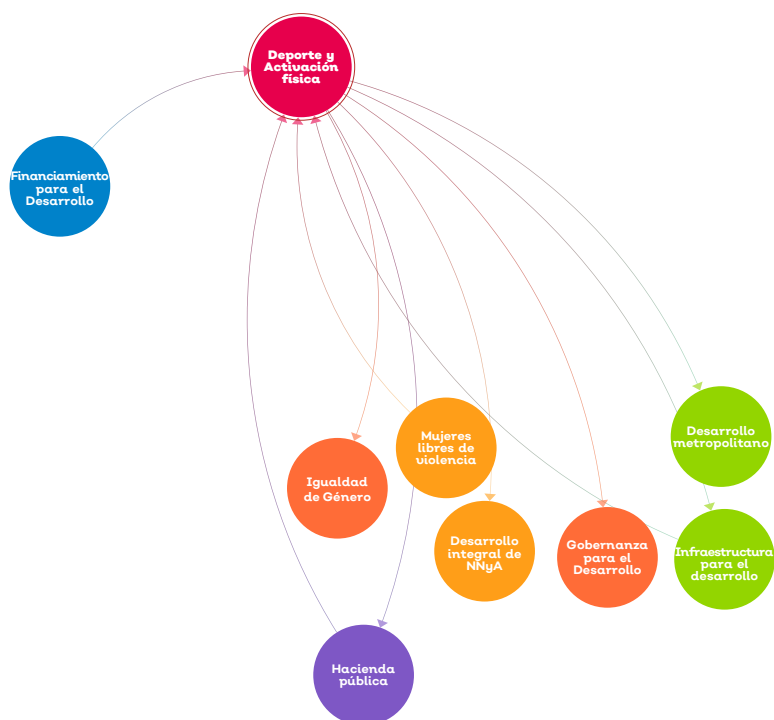 Deporte y
Activación
física
Financiamiento
para el
Desarrollo
Mujeres
libres de
violencia
Desarrollo
metropolitano
Igualdad
de Género
Desarrollo
integral de
NNyA
Gobernanza
para el
Desarrollo
Infraestructura
para el
desarrollo
Hacienda
pública